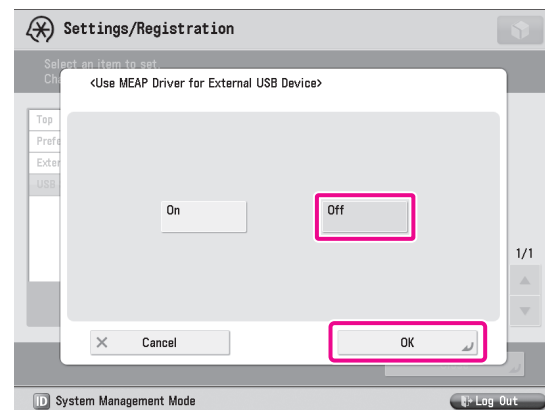 Settings/Registration
Select an item to set.
Ch
<Use MEAP Driver for External USB Device>
Top
Prefe
Exter
USB
On
Off
1/1
Cancel
OK
ID System Management Mode
Log Out